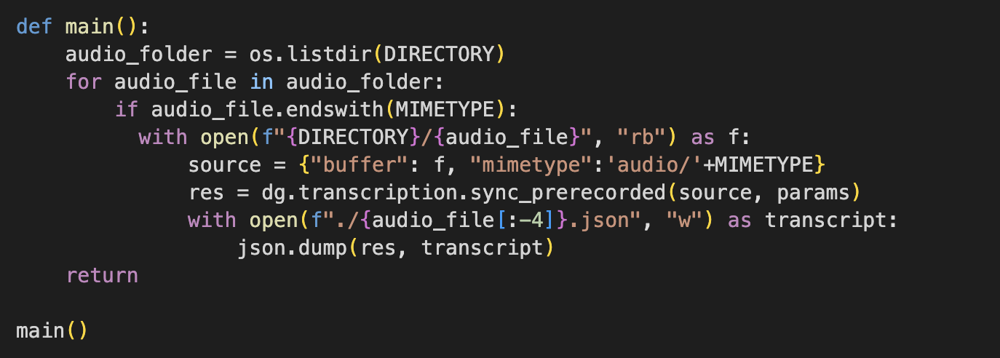 def main():
    audio_folder = os.listdir(DIRECTORY)
    for audio_file in audio_folder:
        if audio_file.endswith(MIMETYPE):
          with open(f"{DIRECTORY}/{audio_file}", "rb") as f:
              source = {"buffer": f, "mimetype":'audio/'+MIMETYPE}
              res = dg.transcription.sync_prerecorded(source, params)
              with open(f"./{audio_file[:-4]}.json", "w") as transcript:
                  json.dump(res, transcript)
    return

main()